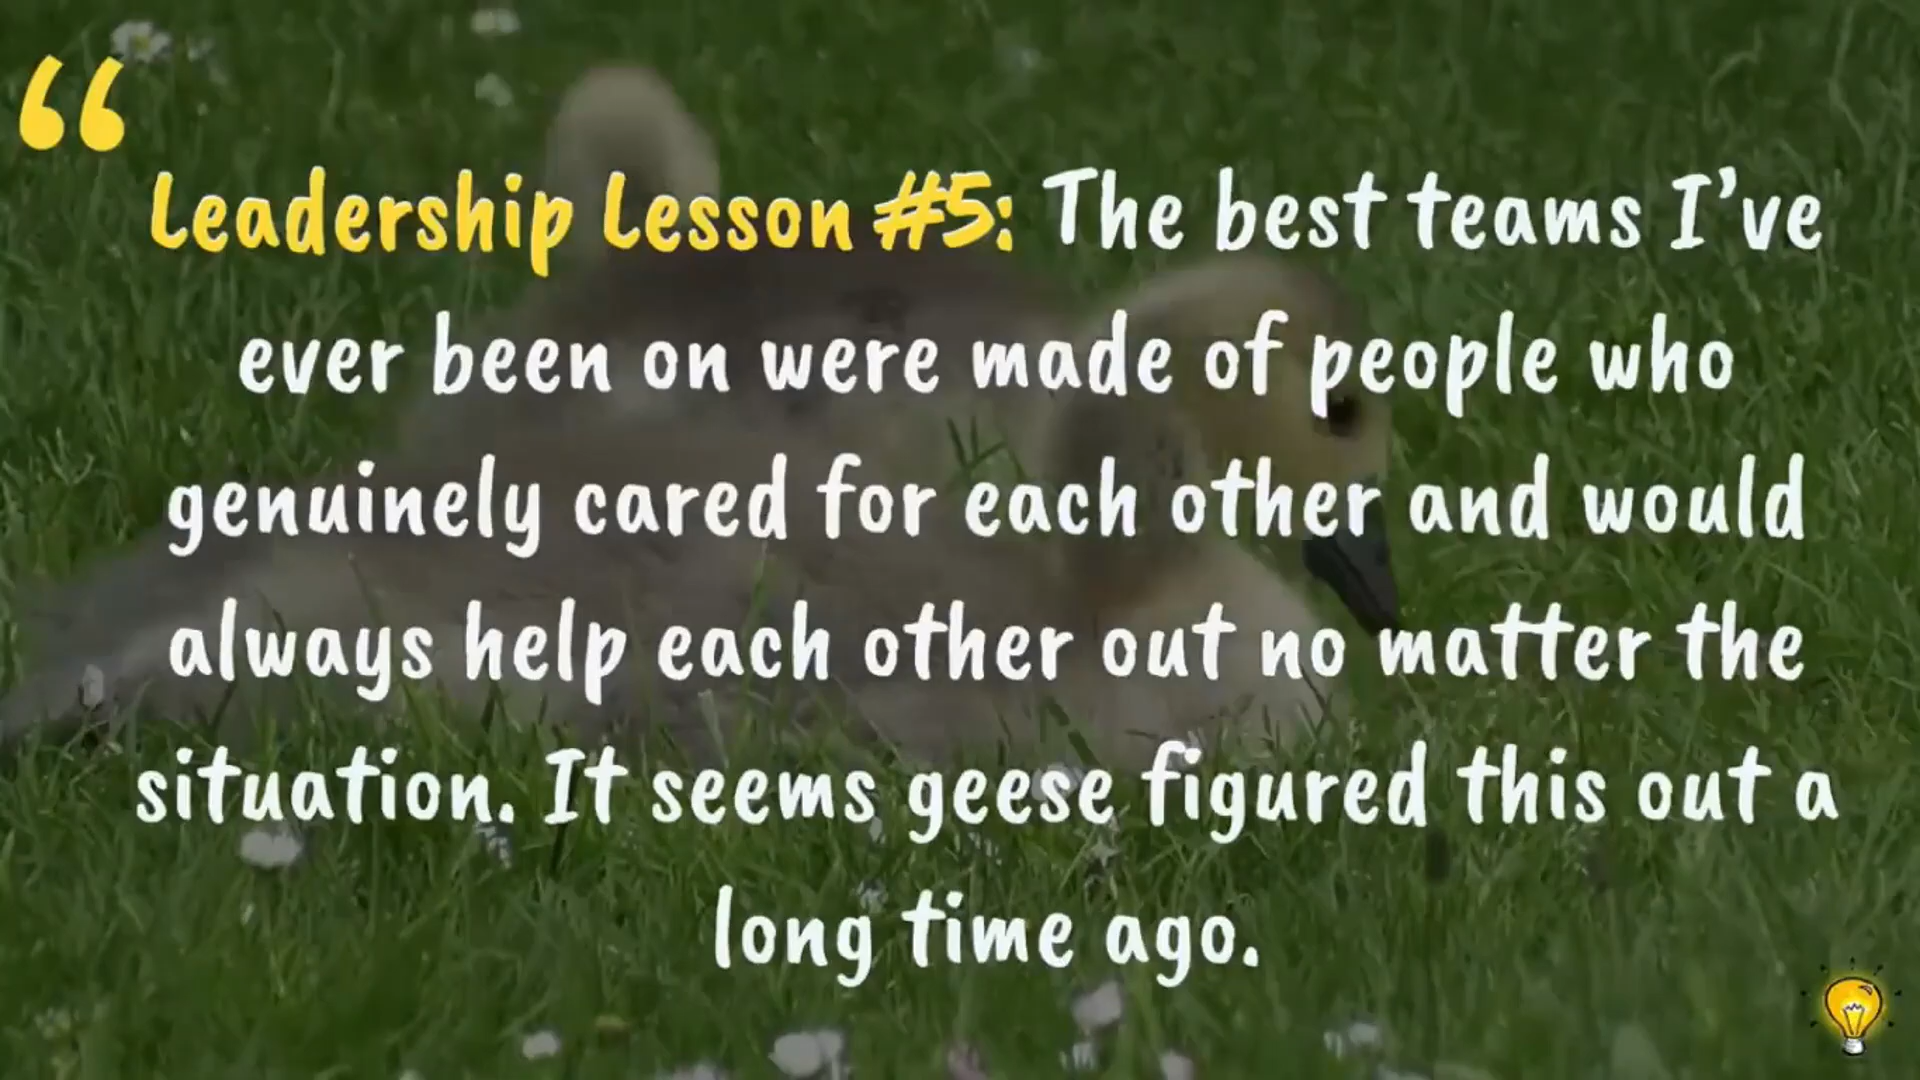 “
Leadership Lesson #5: The best teams I’ve
ever been on were made of people who
genuinely cared for each other and would
always help each other out no matter the
situation. It seems geese figured this out a
long time ago.